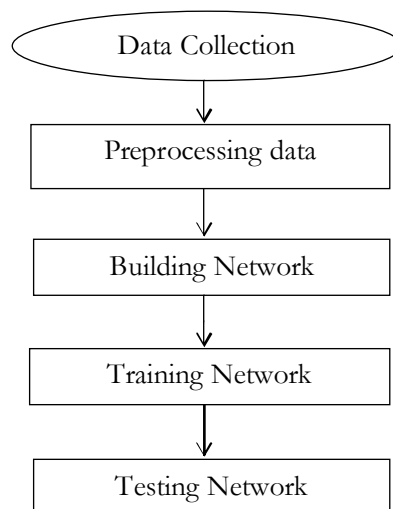 Data Collection
Preprocessing data
Building Network
Training Network
Testing Network